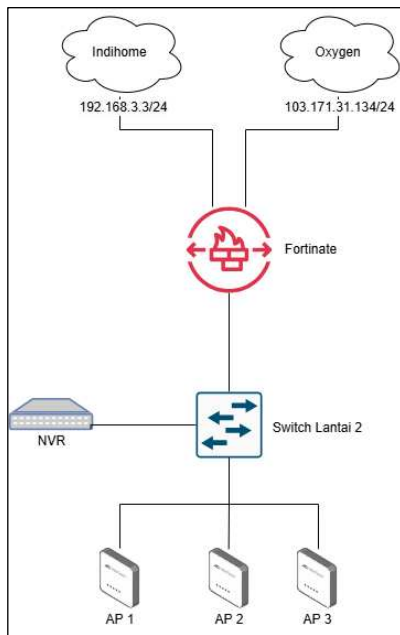 Indihome
Oxygen
192.168.3.3/24
103.171.31.134/24
Fortinate
Switch Lantai 2
NVR
AP 1
AP 2
AP 3